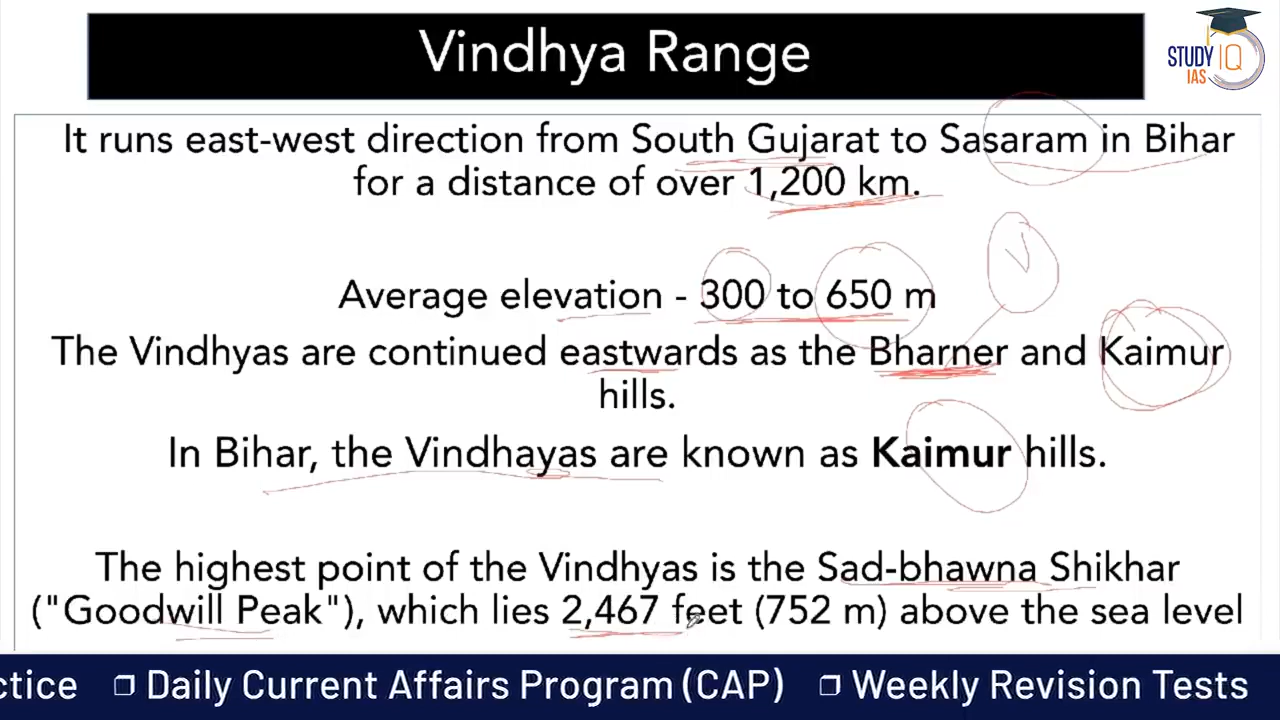 Vindhya Range
STUDY IQ
IAS
It runs east-west direction from South Gujarat to Sasaram in Bihar
for a distance of over 1,200 km.
Average elevation - 300 to 650 m
The Vindhyas are continued eastwards as the Bharner and Kaimur
hills.
In Bihar, the Vindhayas are known as Kaimur hills.
The highest point of the Vindhyas is the Sad-bhawna Shikhar
("Goodwill Peak"), which lies 2,467 feet (752 m) above the sea level
ctice ❐ Daily Current Affairs Program (CAP) ❐ Weekly Revision Tests